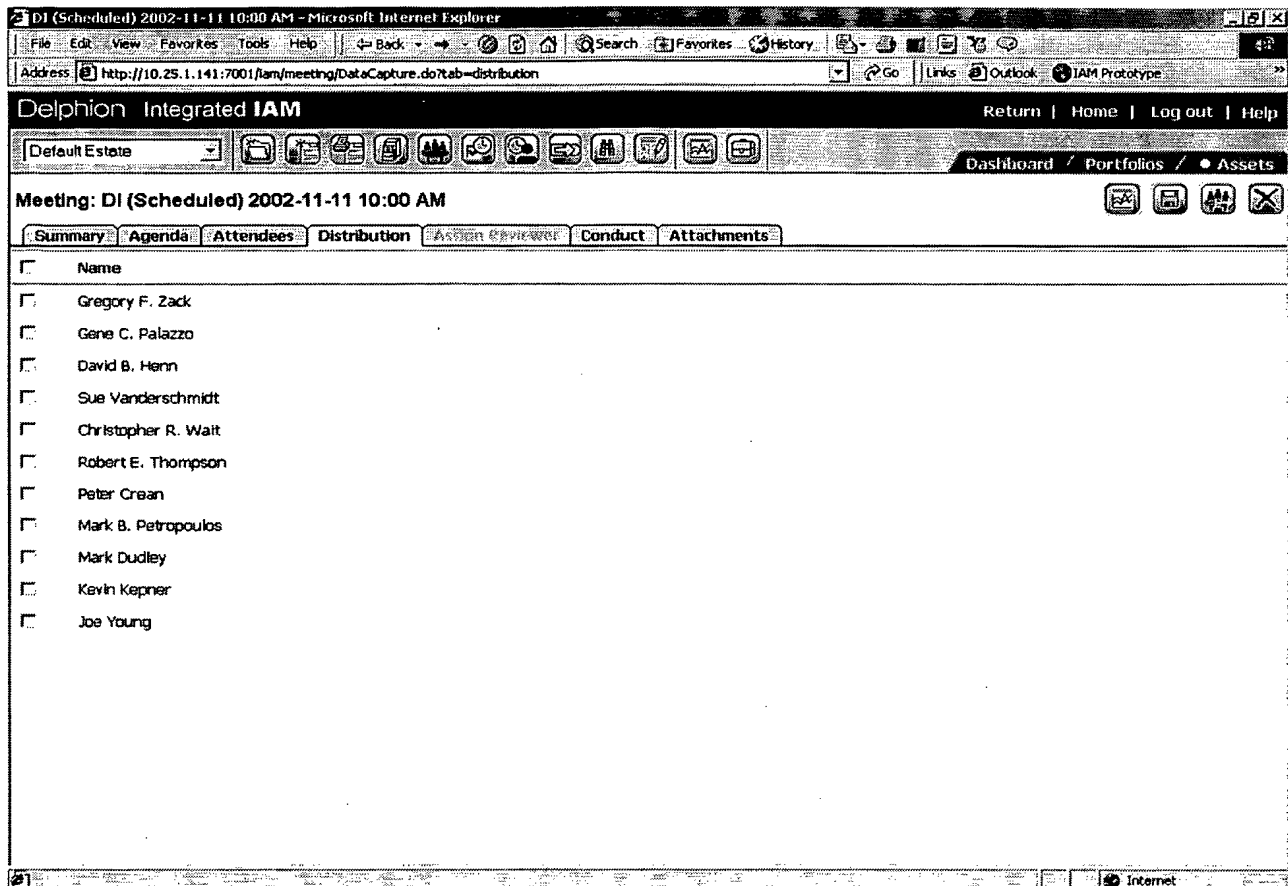 DI (Scheduled) 2002-11-11 10:00 AM - Microsoft Internet Explorer
File Edit View Favorites Tools Help Back Search Favorites History
Address http://10.25.1.141:7001/iam/meeting/DataCapture.do?tab=distribution Go Links Outlook IAM Prototype
Delphion Integrated IAM Return | Home | Log out | Help
Default Estate
Dashboard / Portfolios / Assets
Meeting: DI (Scheduled) 2002-11-11 10:00 AM
Summary Agenda Attendees Distribution Action Reviewer Conduct Attachments
Name
Gregory F. Zack
Gene C. Palazzo
David B. Henn
Sue Vanderschmidt
Christopher R. Wait
Robert E. Thompson
Peter Crean
Mark B. Petropoulos
Mark Dudley
Kevin Kepner
Joe Young
Internet